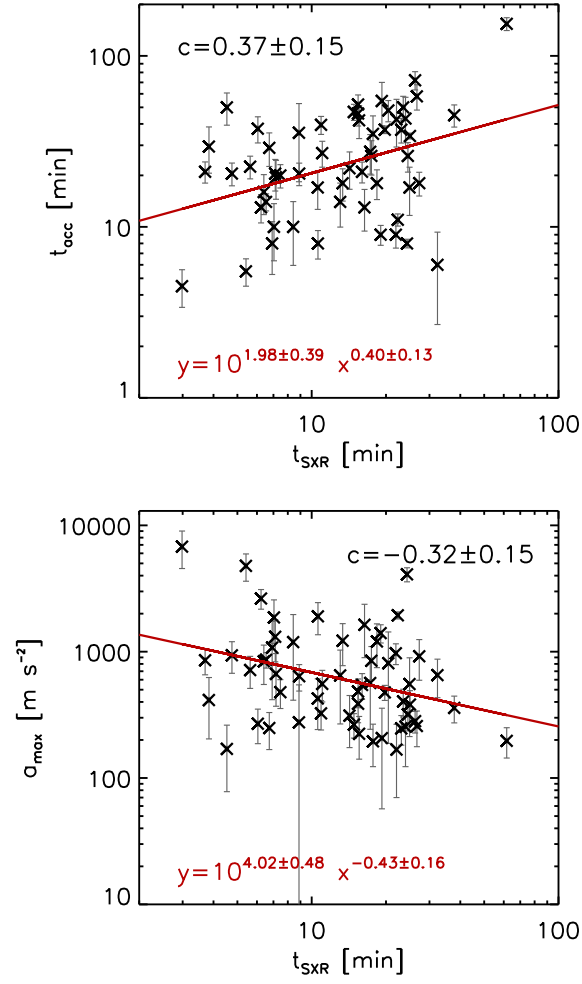 c=0.37±0.15
100
10
1
t_acc [min]
y=10^1.98±0.39 x^0.40±0.13
10
100
t_SXR [min]
10000
1000
100
10
a_max [m s^-2]
c=-0.32±0.15
y=10^4.02±0.48 x^-0.43±0.16
10
100
t_SXR [min]